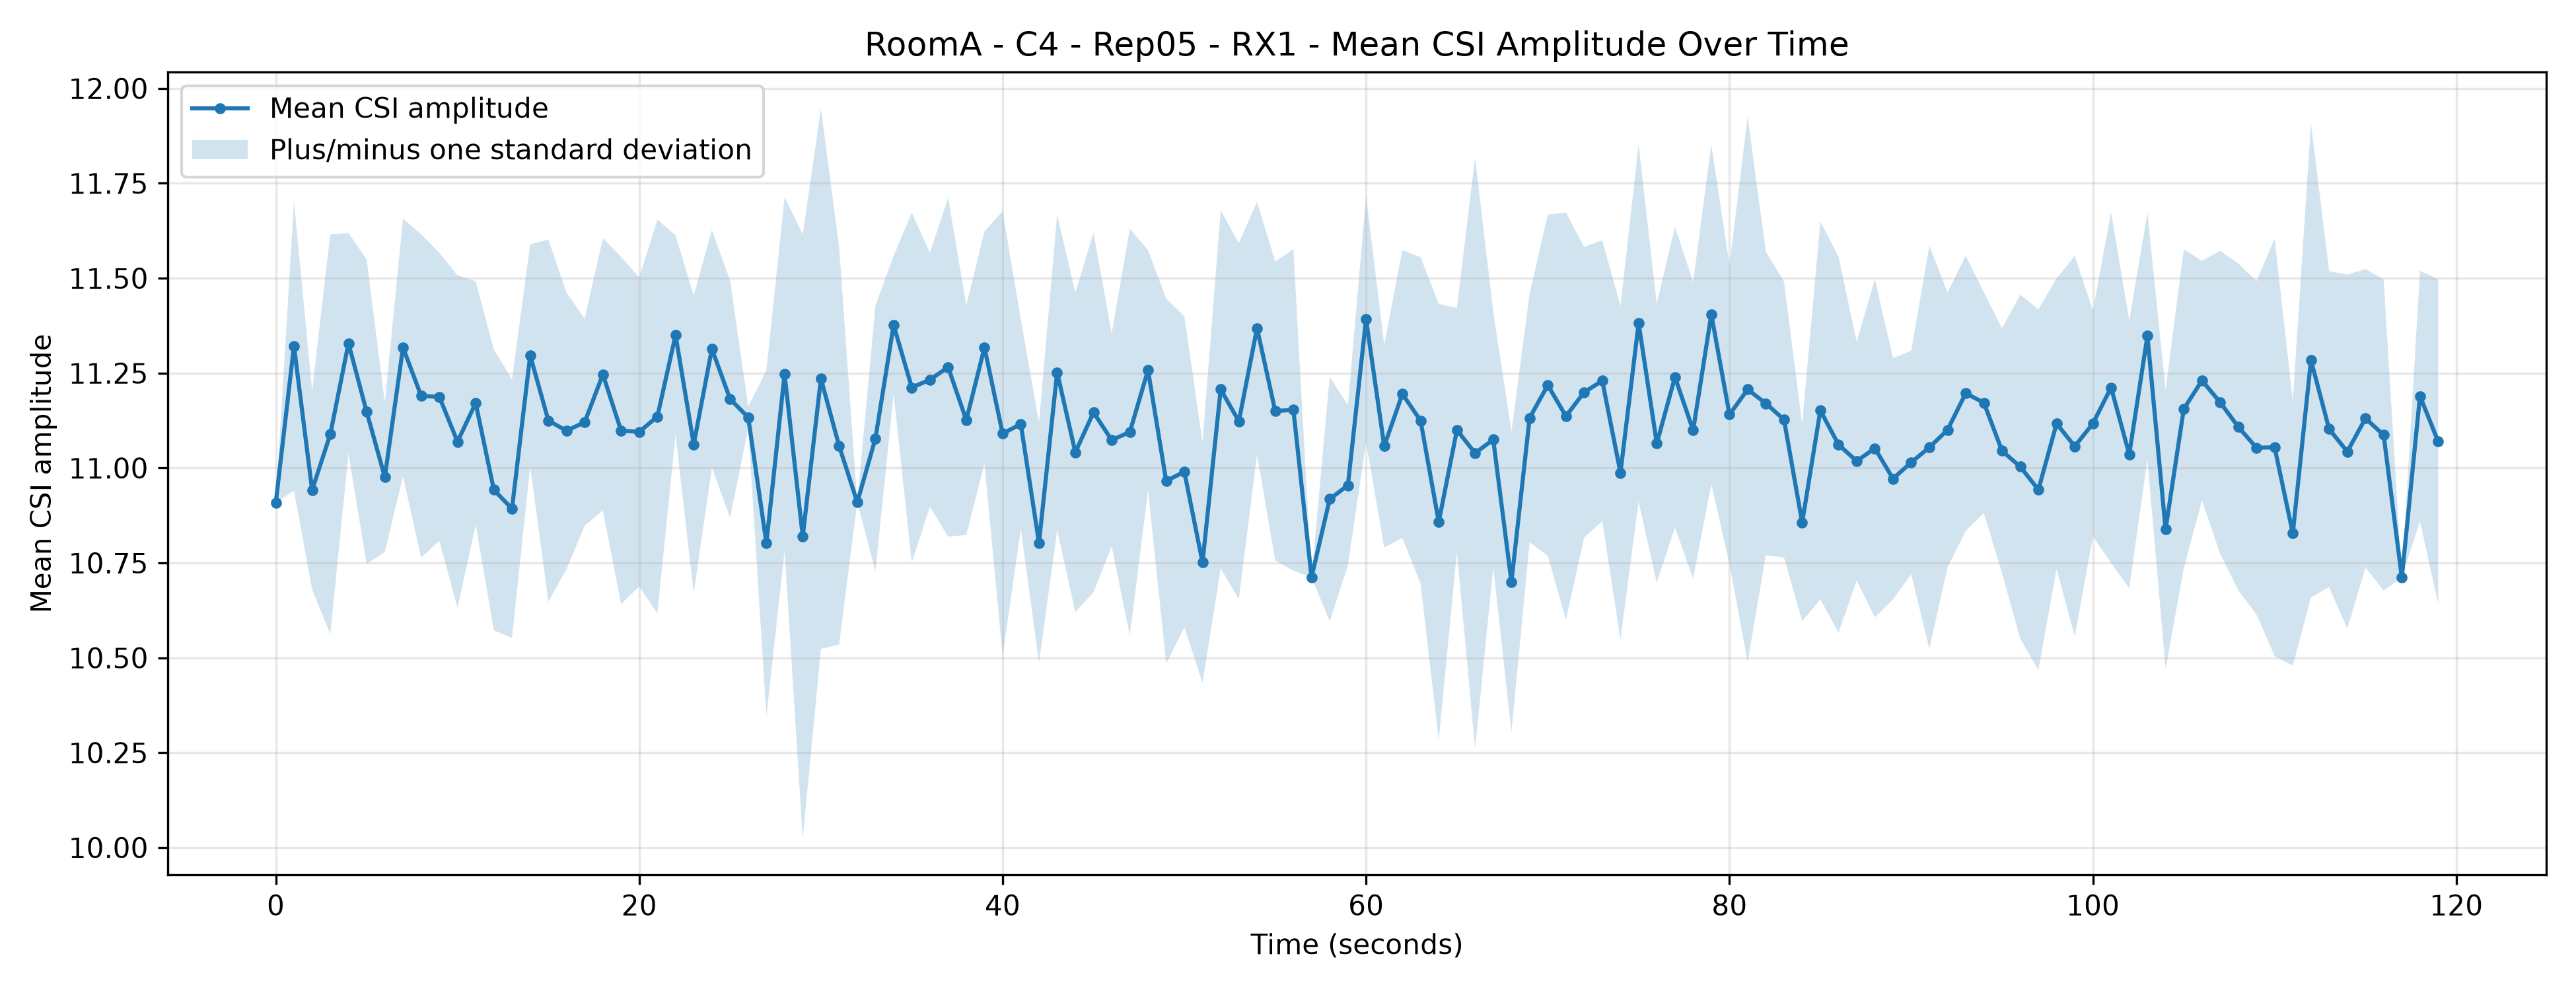 RoomA - C4 - Rep05 - RX1 - Mean CSI Amplitude Over Time
Mean CSI amplitude
Plus/minus one standard deviation
12.00
11.75
11.50
11.25
11.00
10.75
10.50
10.25
10.00
Mean CSI amplitude
0 20 40 60 80 100 120
Time (seconds)